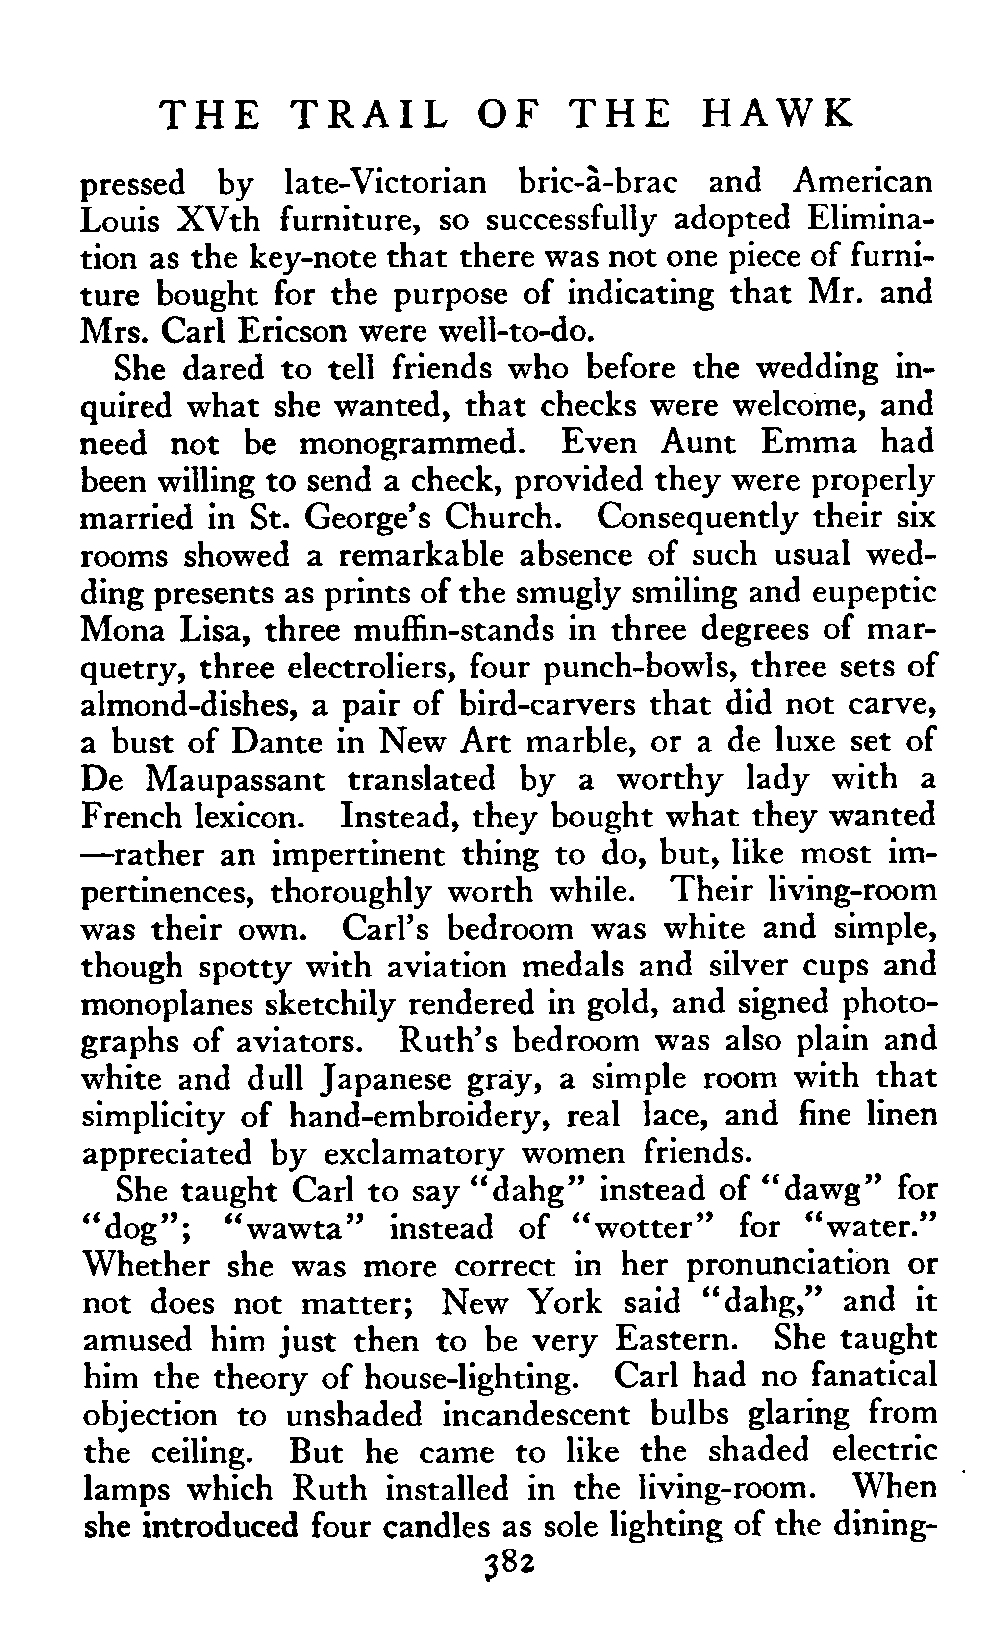 THE TRAIL OF THE HAWK
pressed by late-Victorian bric-à-brac and American
Louis XVth furniture, so successfully adopted Elimina-
tion as the key-note that there was not one piece of furni-
ture bought for the purpose of indicating that Mr. and
Mrs. Carl Ericson were well-to-do.
She dared to tell friends who before the wedding in-
quired what she wanted, that checks were welcome, and
need not be monogrammed. Even Aunt Emma had
been willing to send a check, provided they were properly
married in St. George's Church. Consequently their six
rooms showed a remarkable absence of such usual wed-
ding presents as prints of the smugly smiling and eupeptic
Mona Lisa, three muffin-stands in three degrees of mar-
quetry, three electroliers, four punch-bowls, three sets of
almond-dishes, a pair of bird-carvers that did not carve,
a bust of Dante in New Art marble, or a de luxe set of
De Maupassant translated by a worthy lady with a
French lexicon. Instead, they bought what they wanted
—rather an impertinent thing to do, but, like most im-
pertinences, thoroughly worth while. Their living-room
was their own. Carl's bedroom was white and simple,
though spotty with aviation medals and silver cups and
monoplanes sketchily rendered in gold, and signed photo-
graphs of aviators. Ruth's bedroom was also plain and
white and dull Japanese gray, a simple room with that
simplicity of hand-embroidery, real lace, and fine linen
appreciated by exclamatory women friends.
She taught Carl to say "dahg" instead of "dawg" for
"dog"; "wawta" instead of "wotter" for "water."
Whether she was more correct in her pronunciation or
not does not matter; New York said "dahg," and it
amused him just then to be very Eastern. She taught
him the theory of house-lighting. Carl had no fanatical
objection to unshaded incandescent bulbs glaring from
the ceiling. But he came to like the shaded electric
lamps which Ruth installed in the living-room. When
she introduced four candles as sole lighting of the dining-
382